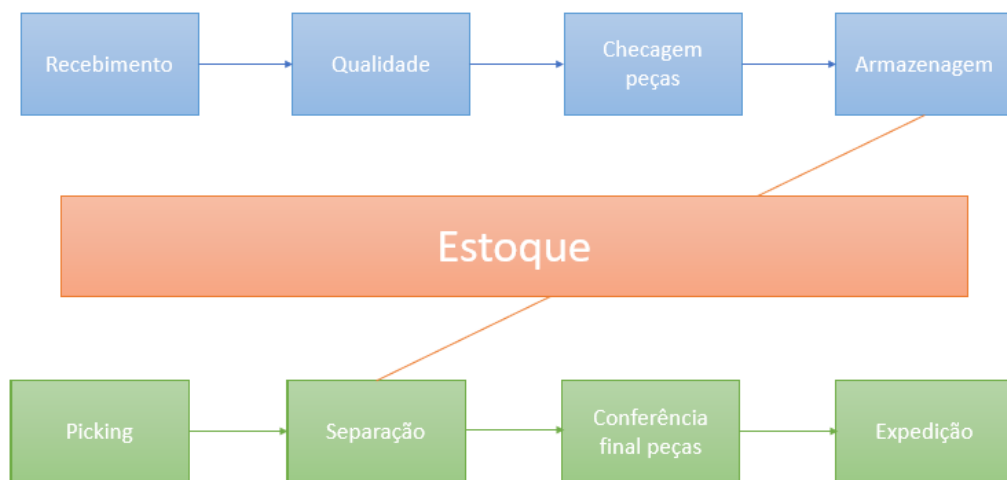 Recebimento
Qualidade
Checagem
peças
Armazenagem
Estoque
Picking
Separação
Conferência
final peças
Expedição